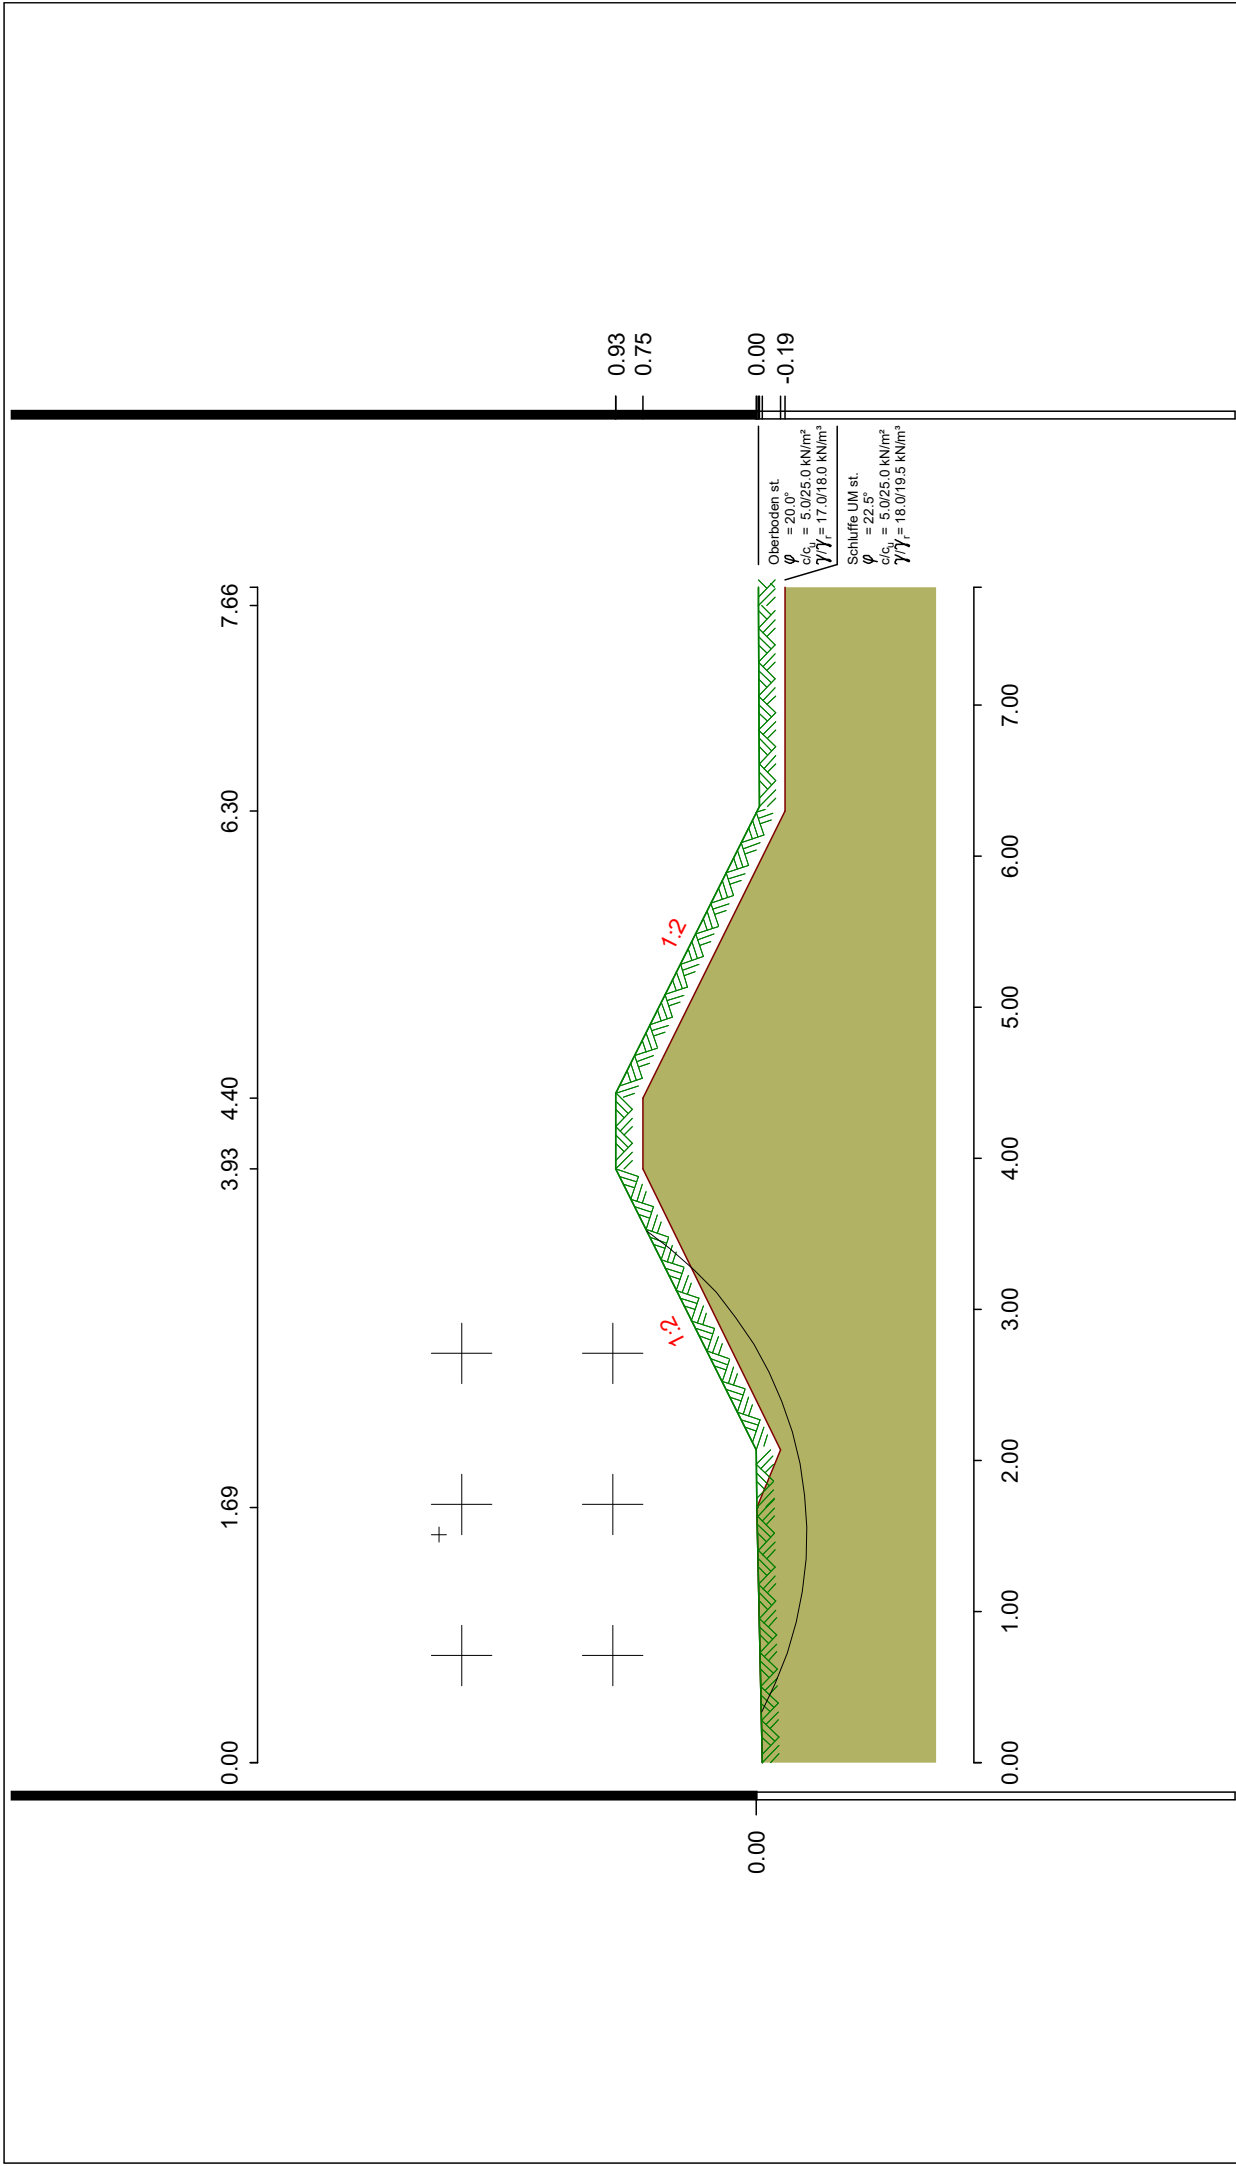 0.00 1.69 3.93 4.40 6.30 7.66
0.93
0.75
0.00
-0.19
0.00
1:2 1:2
Oberboden st.
φ = 20.0°
c/cu = 5.0/25.0 kN/m²
γ/γr = 17.0/18.0 kN/m³
Schluffe UM st.
φ = 22.5°
c/cu = 5.0/25.0 kN/m²
γ/γr = 18.0/19.5 kN/m³
0.00 1.00 2.00 3.00 4.00 5.00 6.00 7.00